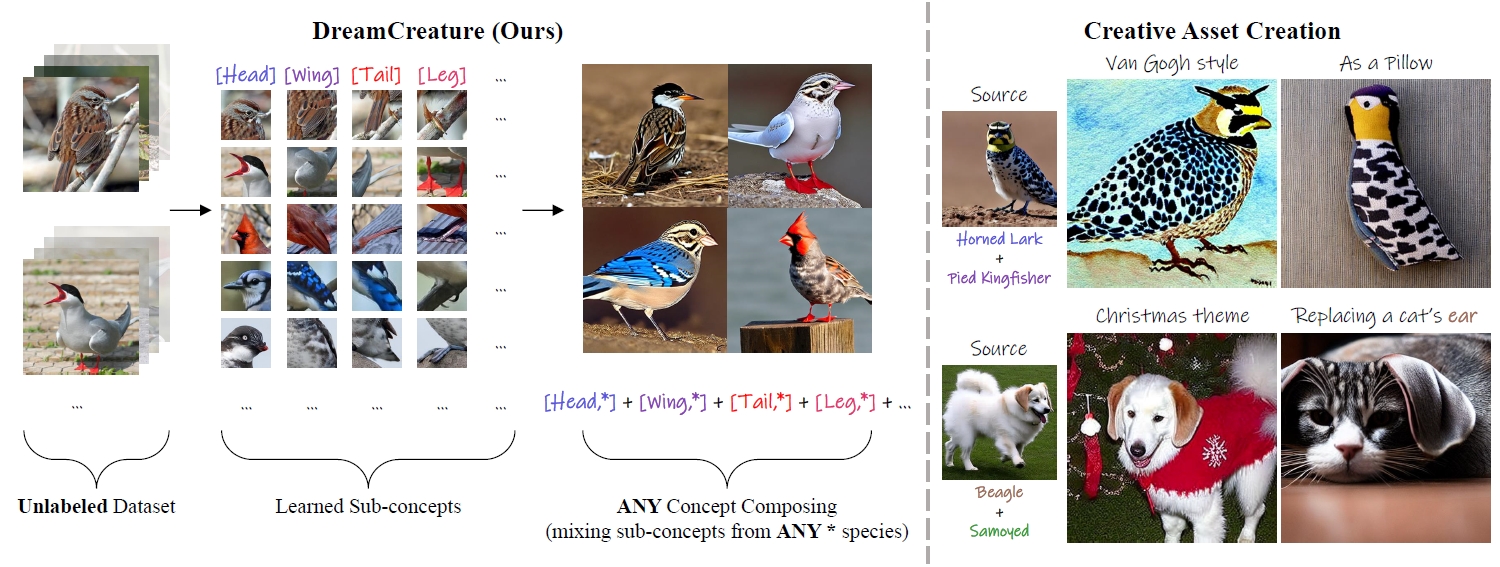 DreamCreature (Ours)
[Head] [Wing] [Tail] [Leg] ...
...
...
...
...
...
... ... ... ... ... ...
[Head,*] + [Wing,*] + [Tail,*] + [Leg,*] + ...
Unlabeled Dataset
Learned Sub-concepts
ANY Concept Composing
(mixing sub-concepts from ANY * species)
Creative Asset Creation
Source
Van Gogh style
As a Pillow
Horned Lark
+
Pied Kingfisher
Source
Christmas theme
Replacing a cat's ear
Beagle
+
Samoyed